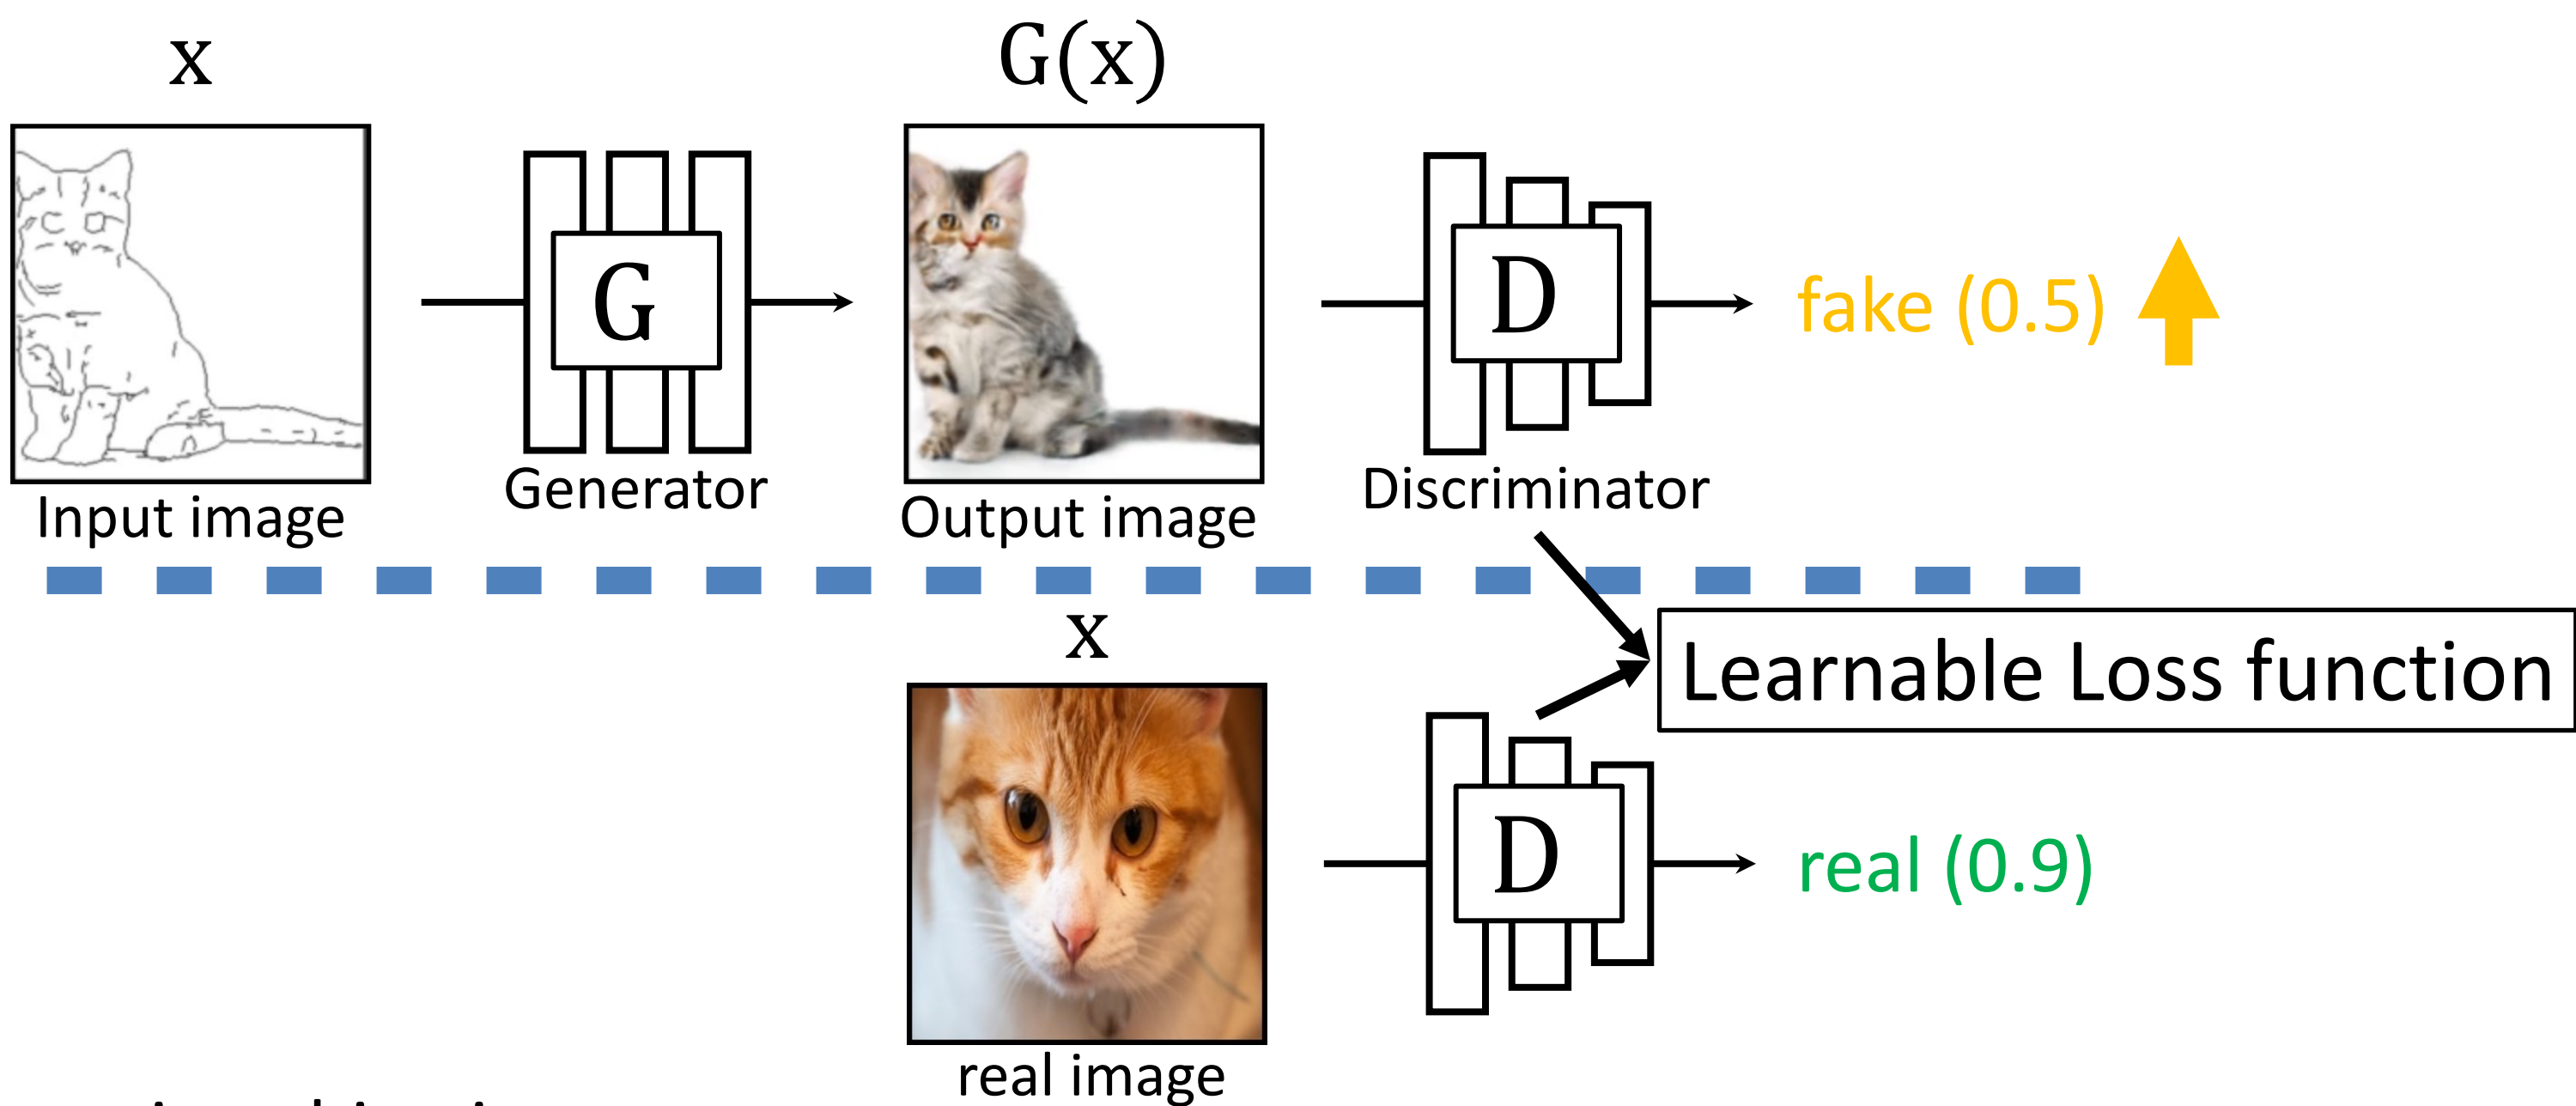 x
G(x)
G
D
fake (0.5)
Input image
Generator
Output image
Discriminator
x
Learnable Loss function
D
real (0.9)
real image